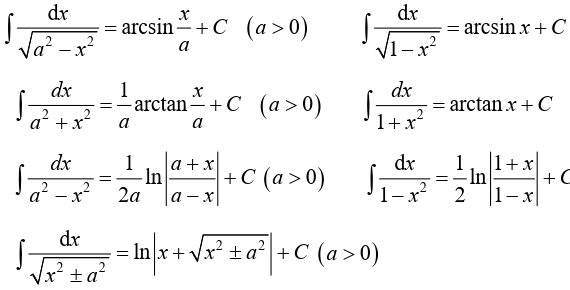 ∫ dx/√(a² − x²) = arcsin x/a + C (a > 0) ∫ dx/√(1 − x²) = arcsin x + C
∫ dx/(a² + x²) = 1/a arctan x/a + C (a > 0) ∫ dx/(1 + x²) = arctan x + C
∫ dx/(a² − x²) = 1/(2a) ln|(a + x)/(a − x)| + C (a > 0) ∫ dx/(1 − x²) = 1/2 ln|(1 + x)/(1 − x)| + C
∫ dx/√(x² ± a²) = ln|x + √(x² ± a²)| + C (a > 0)